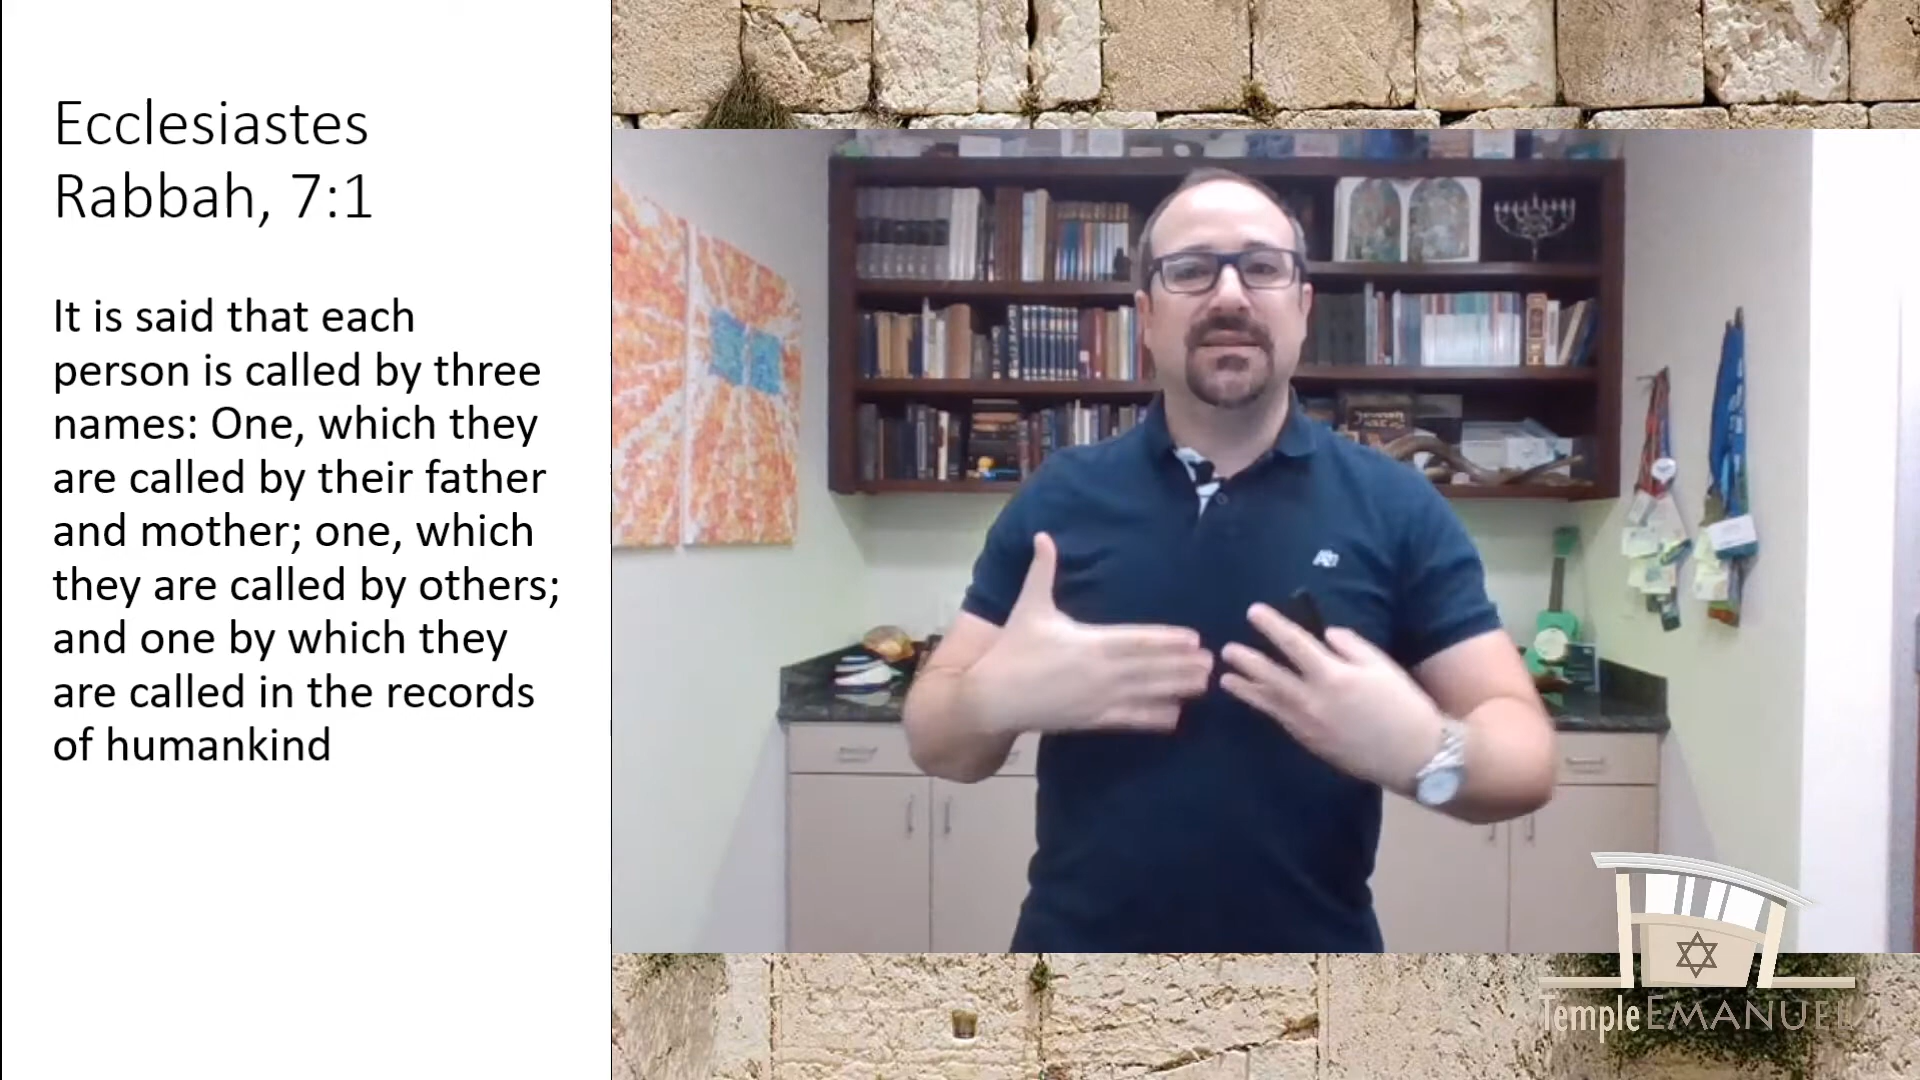 Ecclesiastes
Rabbah, 7:1
It is said that each
person is called by three
names: One, which they
are called by their father
and mother; one, which
they are called by others;
and one by which they
are called in the records
of humankind
Temple EMANUEL